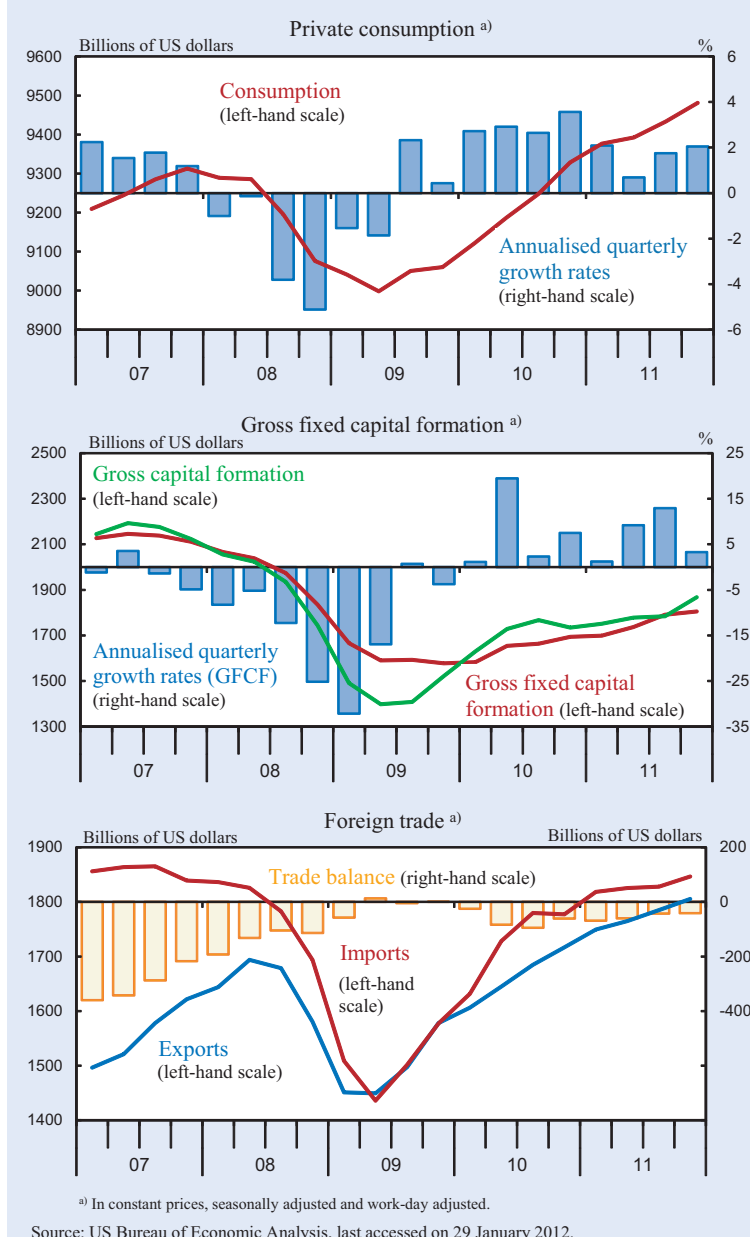 Private consumption a)
Billions of US dollars
%
9600
9500
9400
9300
9200
9100
9000
8900
6
4
2
0
-2
-4
-6
Consumption
(left-hand scale)
Annualised quarterly
growth rates
(right-hand scale)
07 08 09 10 11
Gross fixed capital formation a)
Billions of US dollars
%
2500
2300
2100
1900
1700
1500
1300
25
15
5
-5
-15
-25
-35
Gross capital formation
(left-hand scale)
Annualised quarterly
growth rates (GFCF)
(right-hand scale)
Gross fixed capital
formation (left-hand scale)
07 08 09 10 11
Foreign trade a)
Billions of US dollars
Billions of US dollars
1900
1800
1700
1600
1500
1400
200
0
-200
-400
Trade balance (right-hand scale)
Imports
(left-hand
scale)
Exports
(left-hand scale)
07 08 09 10 11
a) In constant prices, seasonally adjusted and work-day adjusted.
Source: US Bureau of Economic Analysis, last accessed on 29 January 2012.